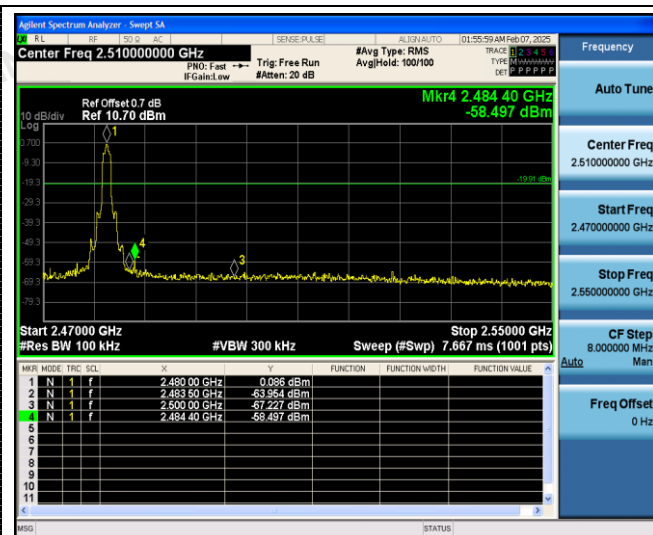 Agilent Spectrum Analyzer - Swept SA
RL RF 50 Ω AC SENSE:PULSE ALIGN AUTO 01:55:59 AM Feb 07, 2025
Center Freq 2.510000000 GHz #Avg Type: RMS TRACE 1 2 3 4 5 6
PNO: Fast Trig: Free Run Avg|Hold: 100/100 TYPE M W W W W W
IFGain:Low #Atten: 20 dB DET P P P P P P
Mkr4 2.484 40 GHz
Ref Offset 0.7 dB
10 dB/div Ref 10.70 dBm -58.497 dBm
Log
1
0.700
-9.30
-19.3 -19.91 dBm
-29.3
-39.3
-49.3 4
-59.3 3
-69.3
-79.3
Start 2.47000 GHz Stop 2.55000 GHz
#Res BW 100 kHz #VBW 300 kHz Sweep (#Swp) 7.667 ms (1001 pts)
MKR MODE TRC SCL X Y FUNCTION FUNCTION WIDTH FUNCTION VALUE
1 N 1 f 2.480 00 GHz 0.086 dBm
2 N 1 f 2.483 50 GHz -63.954 dBm
3 N 1 f 2.500 00 GHz -67.227 dBm
4 N 1 f 2.484 40 GHz -58.497 dBm
5
6
7
8
9
10
11
MSG STATUS
Frequency
Auto Tune
Center Freq
2.510000000 GHz
Start Freq
2.470000000 GHz
Stop Freq
2.550000000 GHz
CF Step
8.000000 MHz
Auto Man
Freq Offset
0 Hz